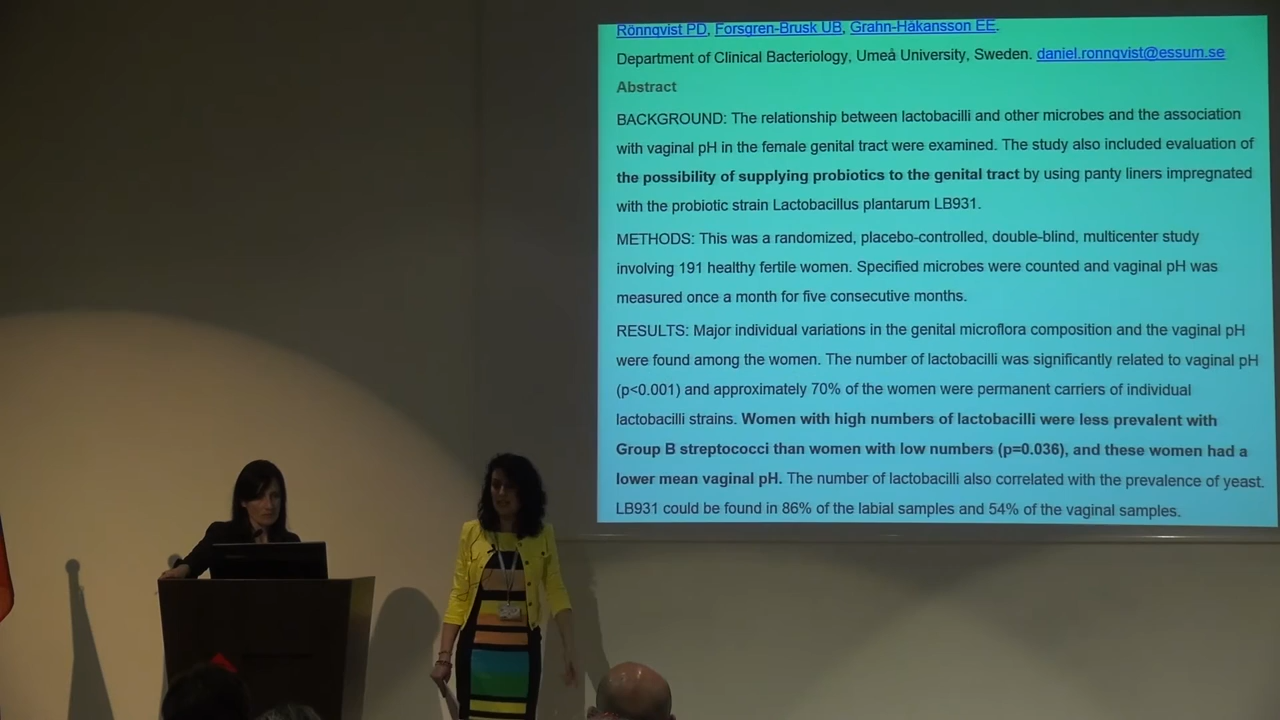 Rönnqvist PD, Forsgren-Brusk UB, Grahn-Håkansson EE.
Department of Clinical Bacteriology, Umeå University, Sweden. daniel.ronnqvist@essum.se
Abstract
BACKGROUND: The relationship between lactobacilli and other microbes and the association
with vaginal pH in the female genital tract were examined. The study also included evaluation of
the possibility of supplying probiotics to the genital tract by using panty liners impregnated
with the probiotic strain Lactobacillus plantarum LB931.
METHODS: This was a randomized, placebo-controlled, double-blind, multicenter study
involving 191 healthy fertile women. Specified microbes were counted and vaginal pH was
measured once a month for five consecutive months.
RESULTS: Major individual variations in the genital microflora composition and the vaginal pH
were found among the women. The number of lactobacilli was significantly related to vaginal pH
(p<0.001) and approximately 70% of the women were permanent carriers of individual
lactobacilli strains. Women with high numbers of lactobacilli were less prevalent with
Group B streptococci than women with low numbers (p=0.036), and these women had a
lower mean vaginal pH. The number of lactobacilli also correlated with the prevalence of yeast.
LB931 could be found in 86% of the labial samples and 54% of the vaginal samples.